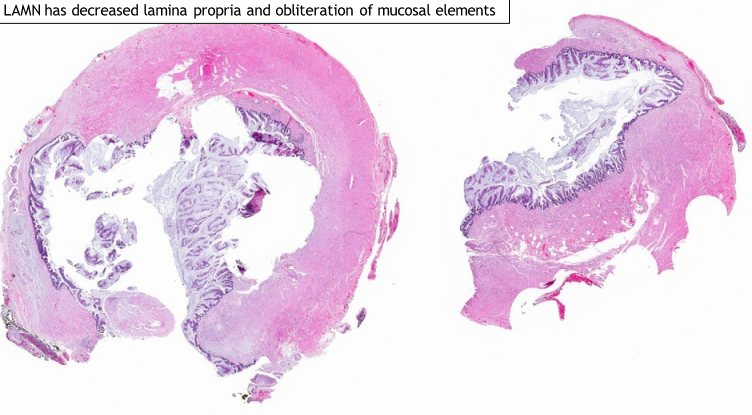 LAMN has decreased lamina propria and obliteration of mucosal elements